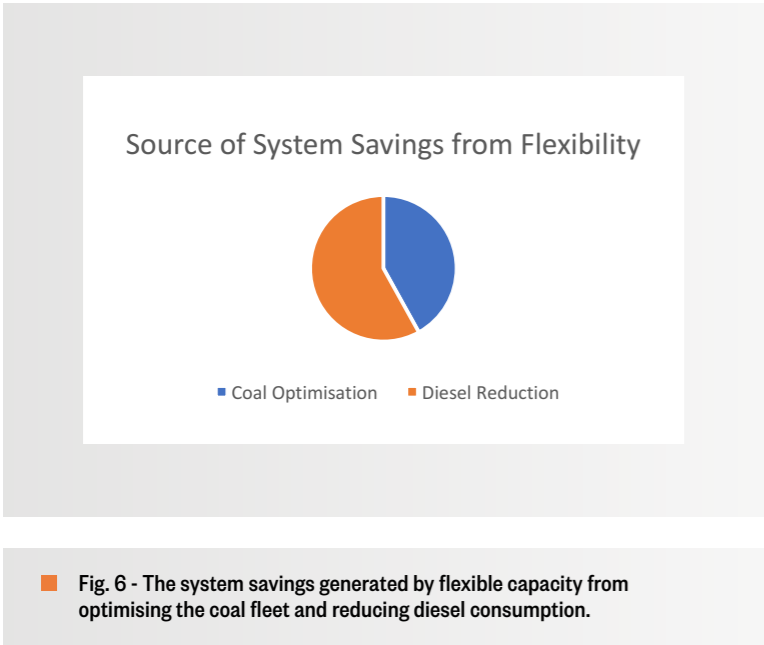 Source of System Savings from Flexibility
Coal Optimisation
Diesel Reduction
Fig. 6 - The system savings generated by flexible capacity from
optimising the coal fleet and reducing diesel consumption.